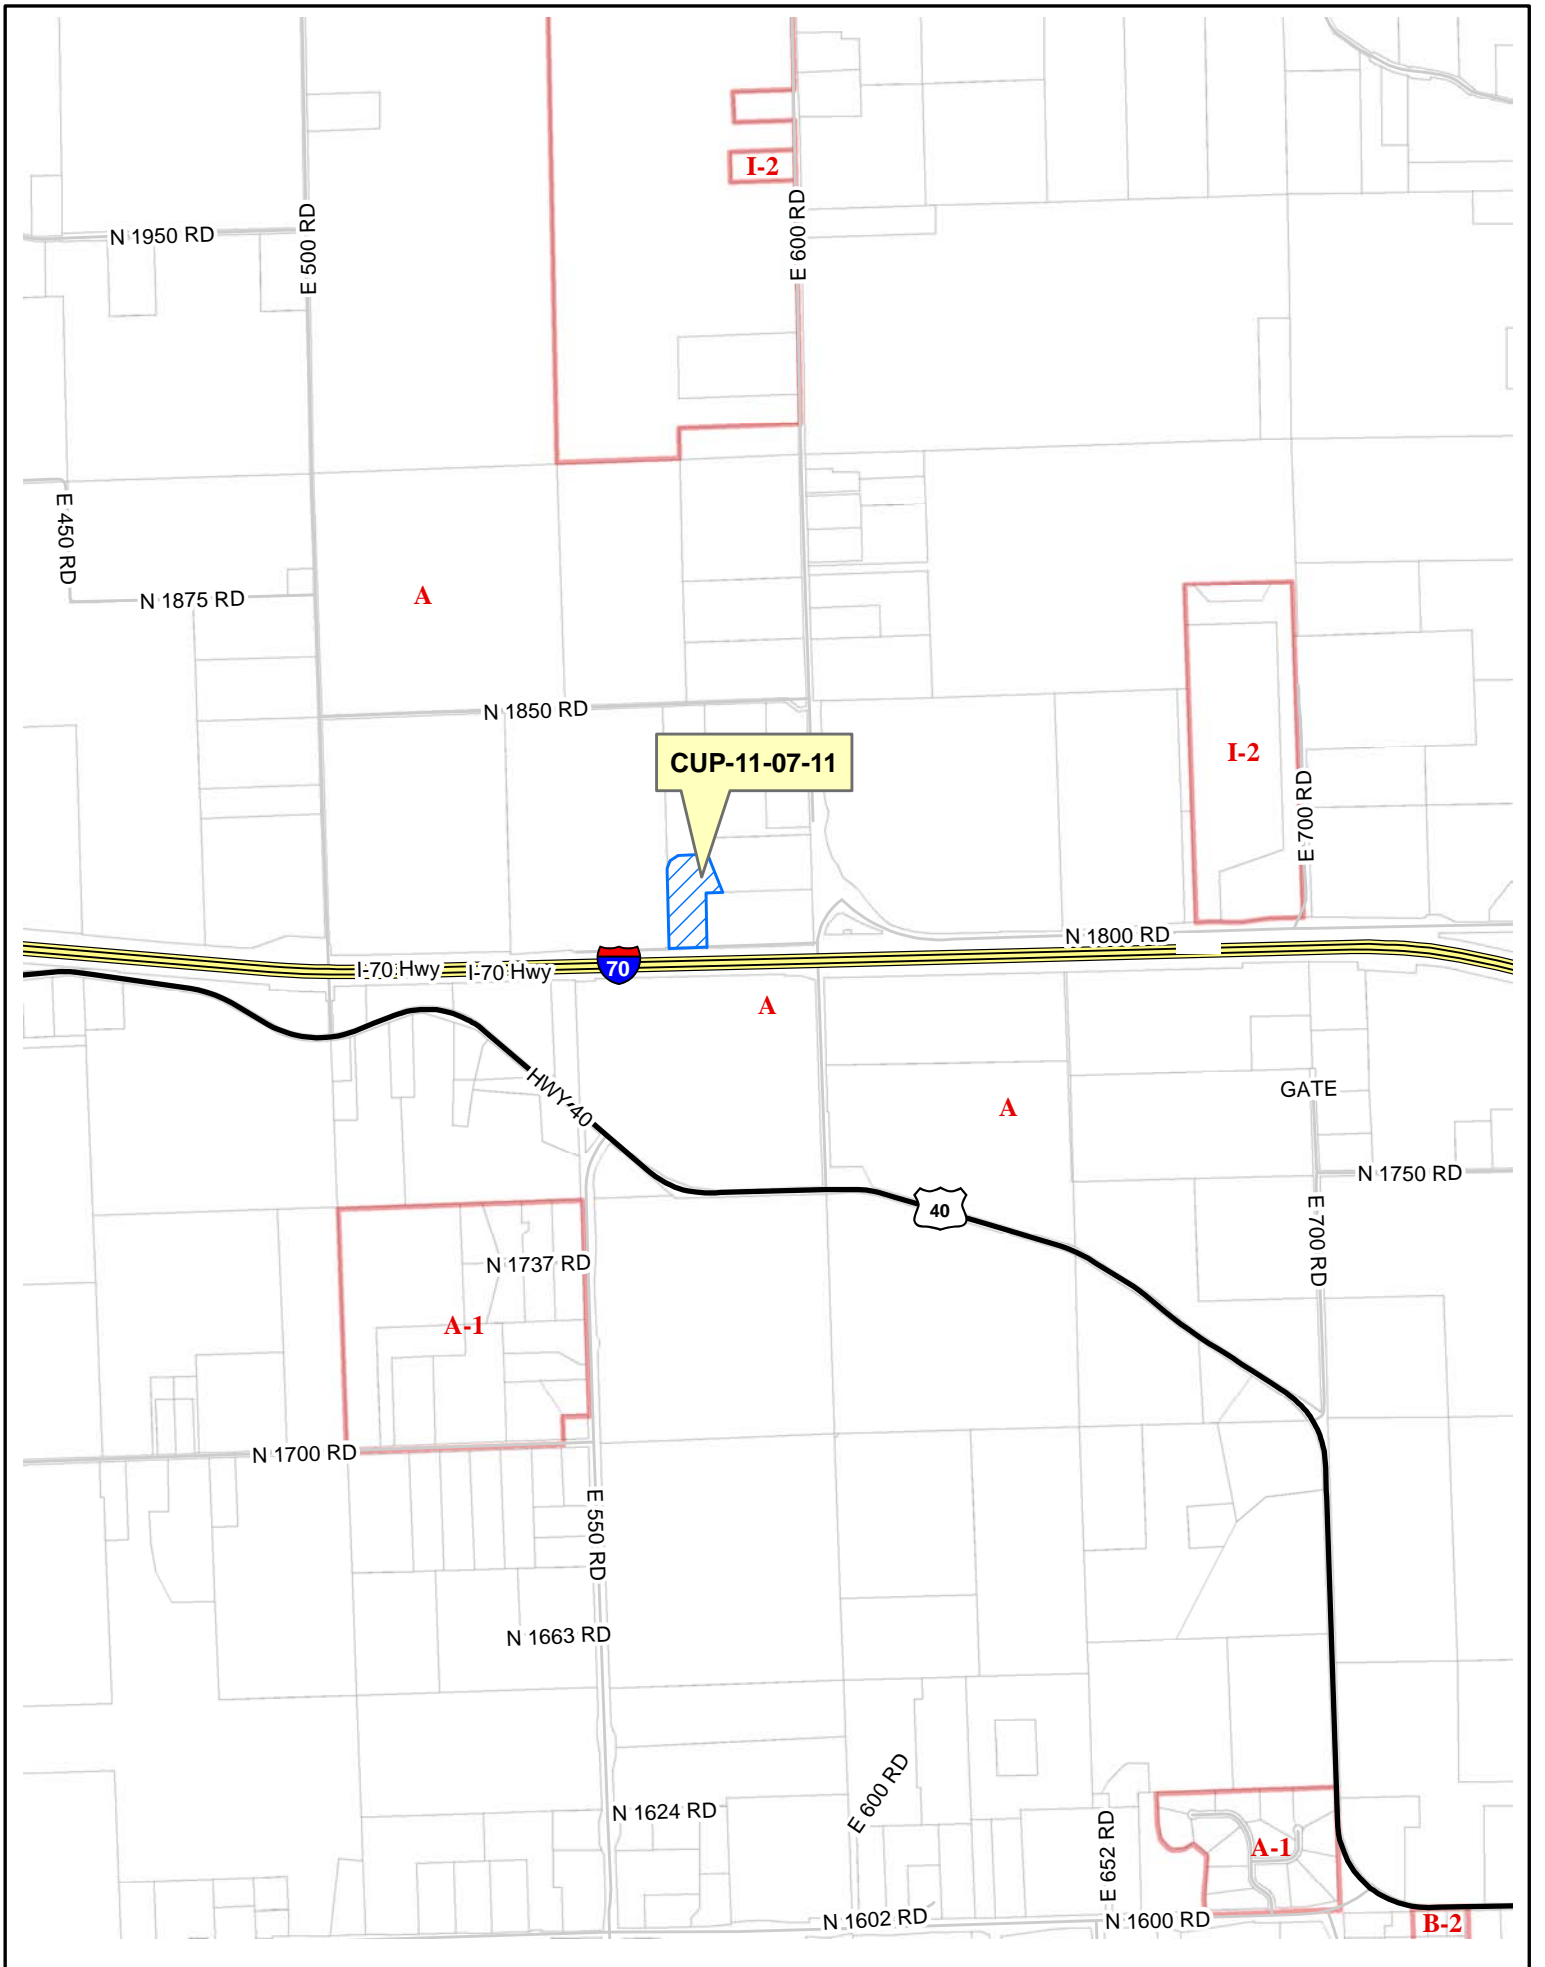 I-2
E 600 RD
N 1950 RD
E 500 RD
E 450 RD
N 1875 RD
A
N 1850 RD
CUP-11-07-11
I-2
E 700 RD
N 1800 RD
I-70 Hwy
I-70 Hwy
70
A
HWY-40
A
GATE
N 1750 RD
40
E 700 RD
N 1737 RD
A-1
N 1700 RD
E 550 RD
N 1663 RD
N 1624 RD
E 600 RD
E 652 RD
A-1
N 1602 RD
N 1600 RD
B-2